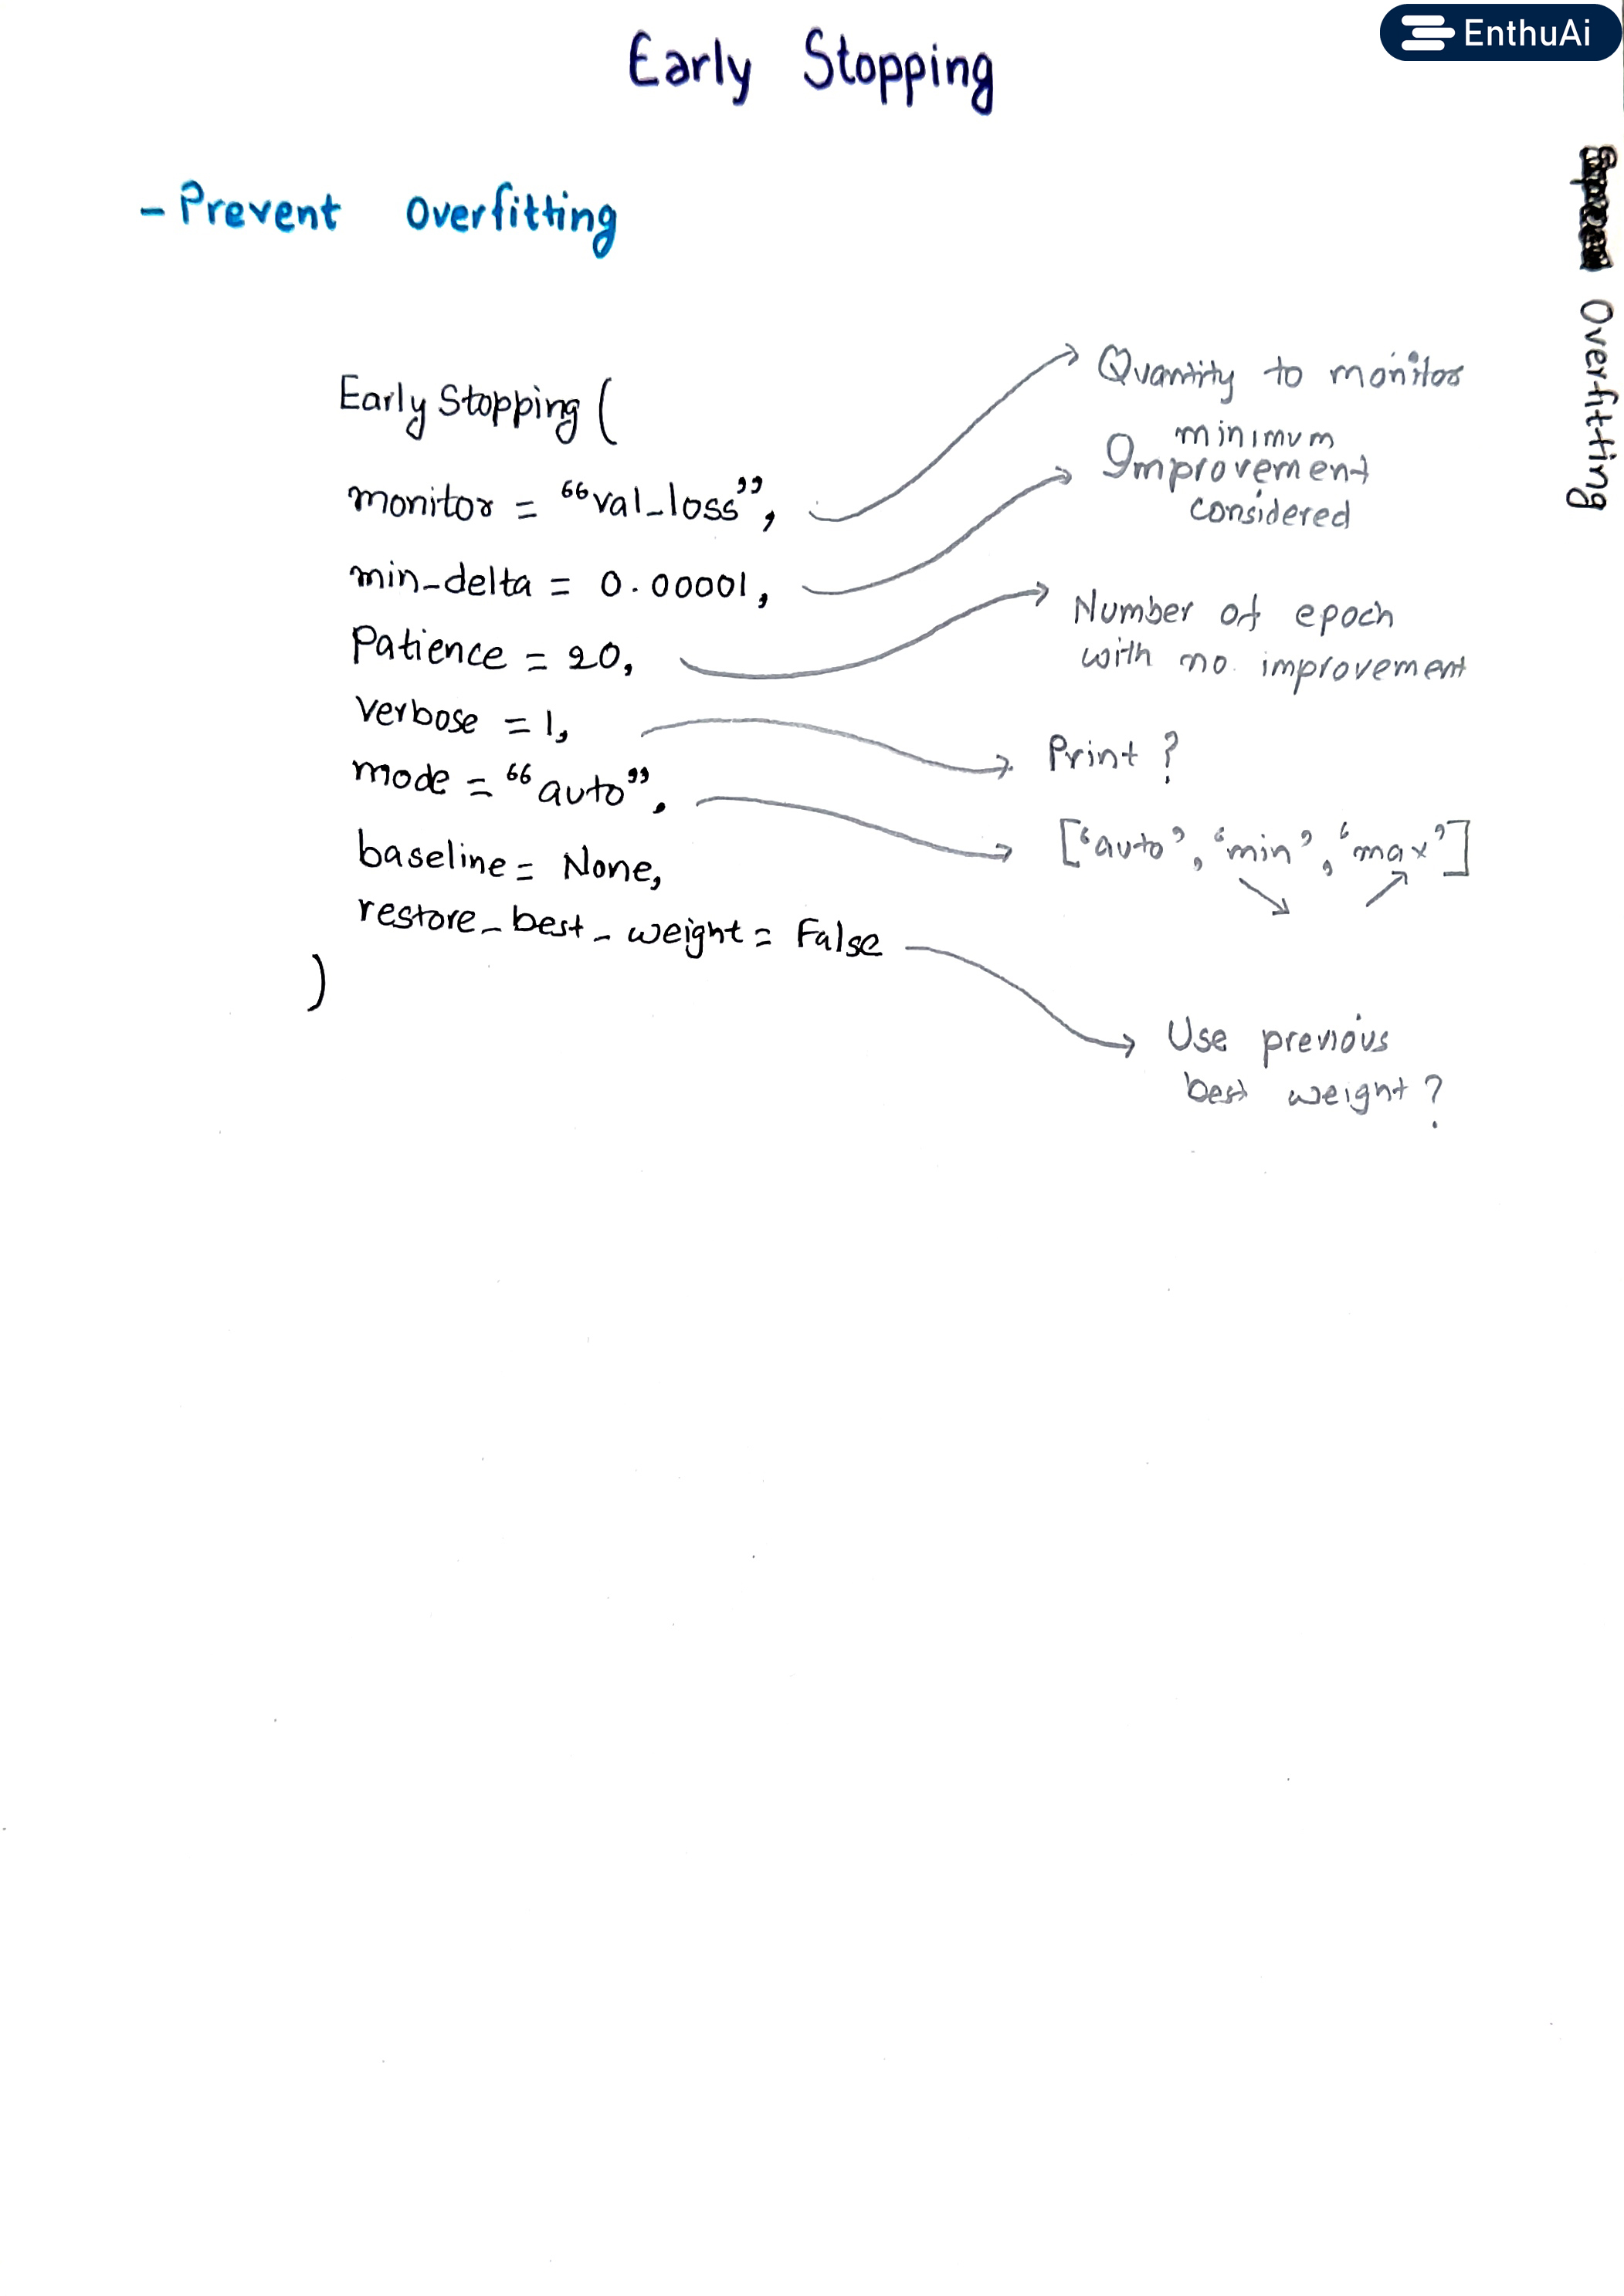 EnthuAi
Early Stopping
- Prevent Overfitting
Overfitting
Early Stopping (
monitor = "val_loss",
Quantity to monitor
min_delta = 0.00001,
minimum
Improvement
considered
Patience = 20,
Number of epoch
with no improvement
verbose = 1,
Print ?
mode = "auto",
['auto', 'min', 'max']
baseline = None,
restore_best_weight = False
Use previous
best weight ?
)